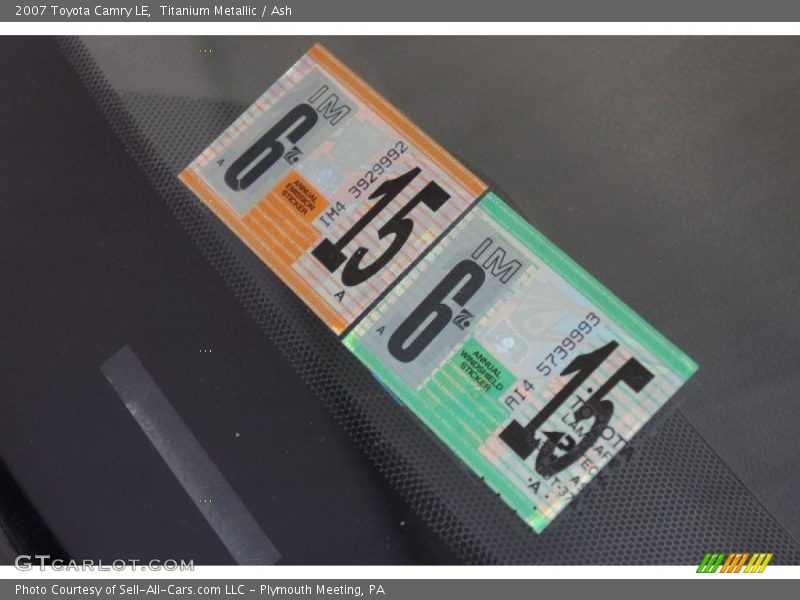 2007 Toyota Camry LE,  Titanium Metallic / Ash
IM
6
A
ANNUAL
EMISSION
STICKER
IM4 3929992
15
A
IM
6
A
ANNUAL
WINDSHIELD
STICKER
AI4 5739993
15
A
TOYOTA
GTCARLOT.COM
Photo Courtesy of Sell-All-Cars.com LLC - Plymouth Meeting, PA